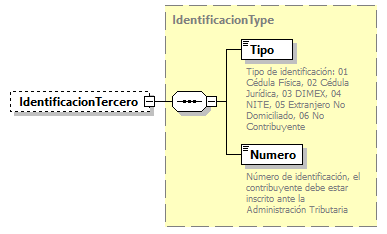 IdentificacionType
IdentificacionTercero
Tipo
Tipo de identificación: 01
Cédula Física, 02 Cédula
Jurídica, 03 DIMEX, 04
NITE, 05 Extranjero No
Domiciliado, 06 No
Contribuyente
Numero
Número de identificación, el
contribuyente debe estar
inscrito ante la
Administración Tributaria